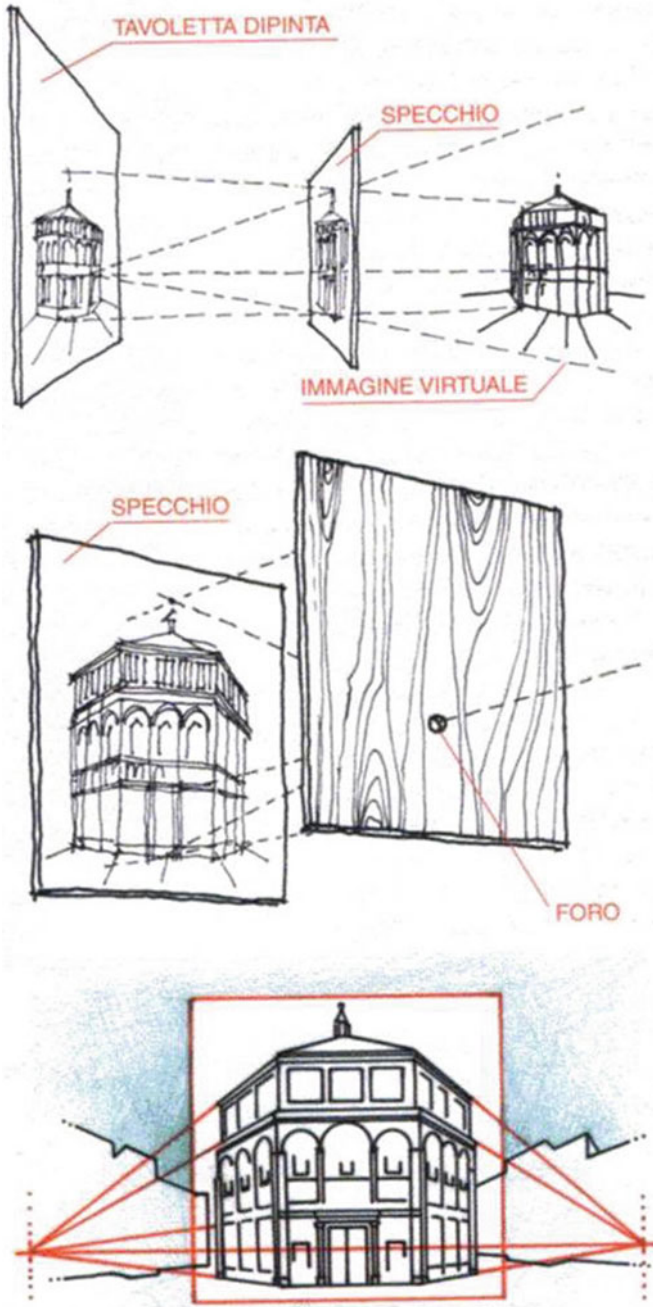 TAVOLETTA DIPINTA
SPECCHIO
IMMAGINE VIRTUALE
SPECCHIO
FORO